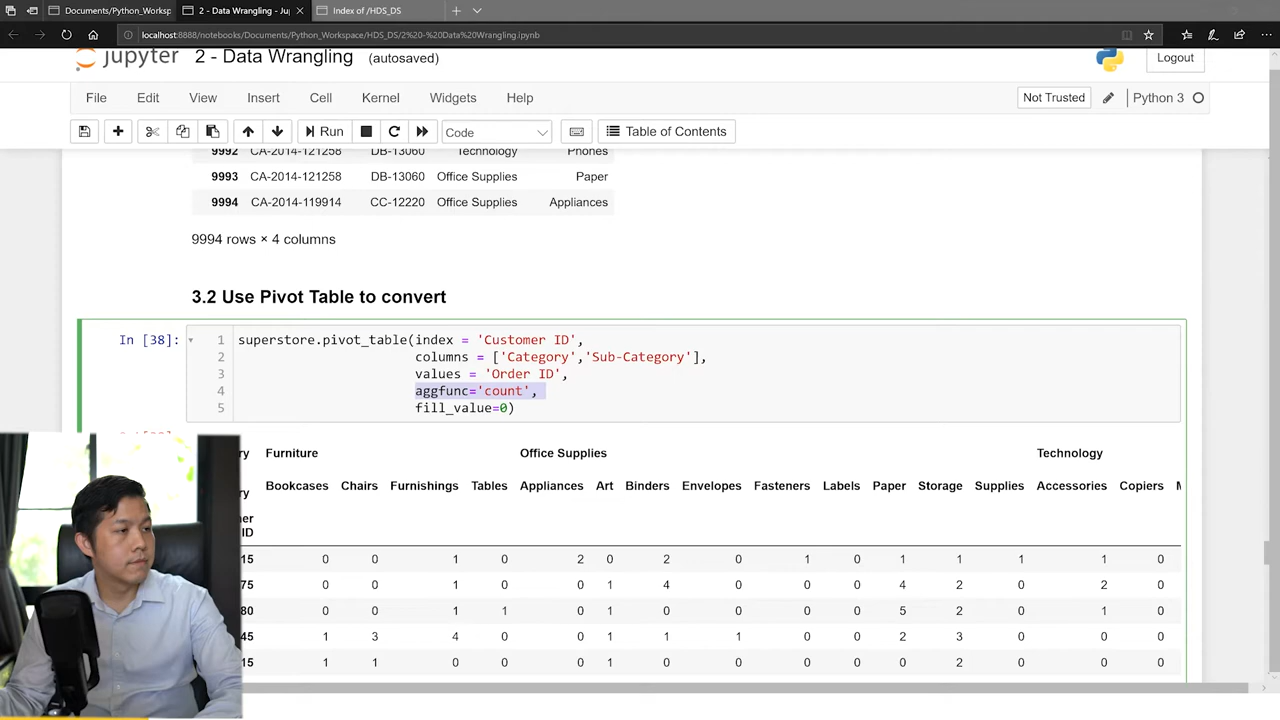 Documents/Python_Worksp
2 - Data Wrangling - Ju
Index of /HDS_DS
localhost:8888/notebooks/Documents/Python_Workspace/HDS_DS/2%20-%20Data%20Wrangling.ipynb
jupyter 2 - Data Wrangling (autosaved)
Logout
File Edit View Insert Cell Kernel Widgets Help
Not Trusted
Python 3
Run
Code
Table of Contents
9992 CA-2014-121258 DB-13060 Technology Phones
9993 CA-2014-121258 DB-13060 Office Supplies Paper
9994 CA-2014-119914 CC-12220 Office Supplies Appliances
9994 rows × 4 columns
3.2 Use Pivot Table to convert
In [38]:
1 superstore.pivot_table(index = 'Customer ID',
2 columns = ['Category','Sub-Category'],
3 values = 'Order ID',
4 aggfunc='count',
5 fill_value=0)
ry Furniture Office Supplies Technology
ry Bookcases Chairs Furnishings Tables Appliances Art Binders Envelopes Fasteners Labels Paper Storage Supplies Accessories Copiers M
er
ID
15 0 0 1 0 2 0 2 0 1 0 1 1 1 1 0
75 0 0 1 0 0 1 4 0 0 0 4 2 0 2 0
80 0 0 1 1 0 1 0 0 0 0 5 2 0 1 0
45 1 3 4 0 0 1 1 1 0 0 2 3 0 0 0
15 1 1 0 0 0 1 0 0 0 0 0 2 0 0 0